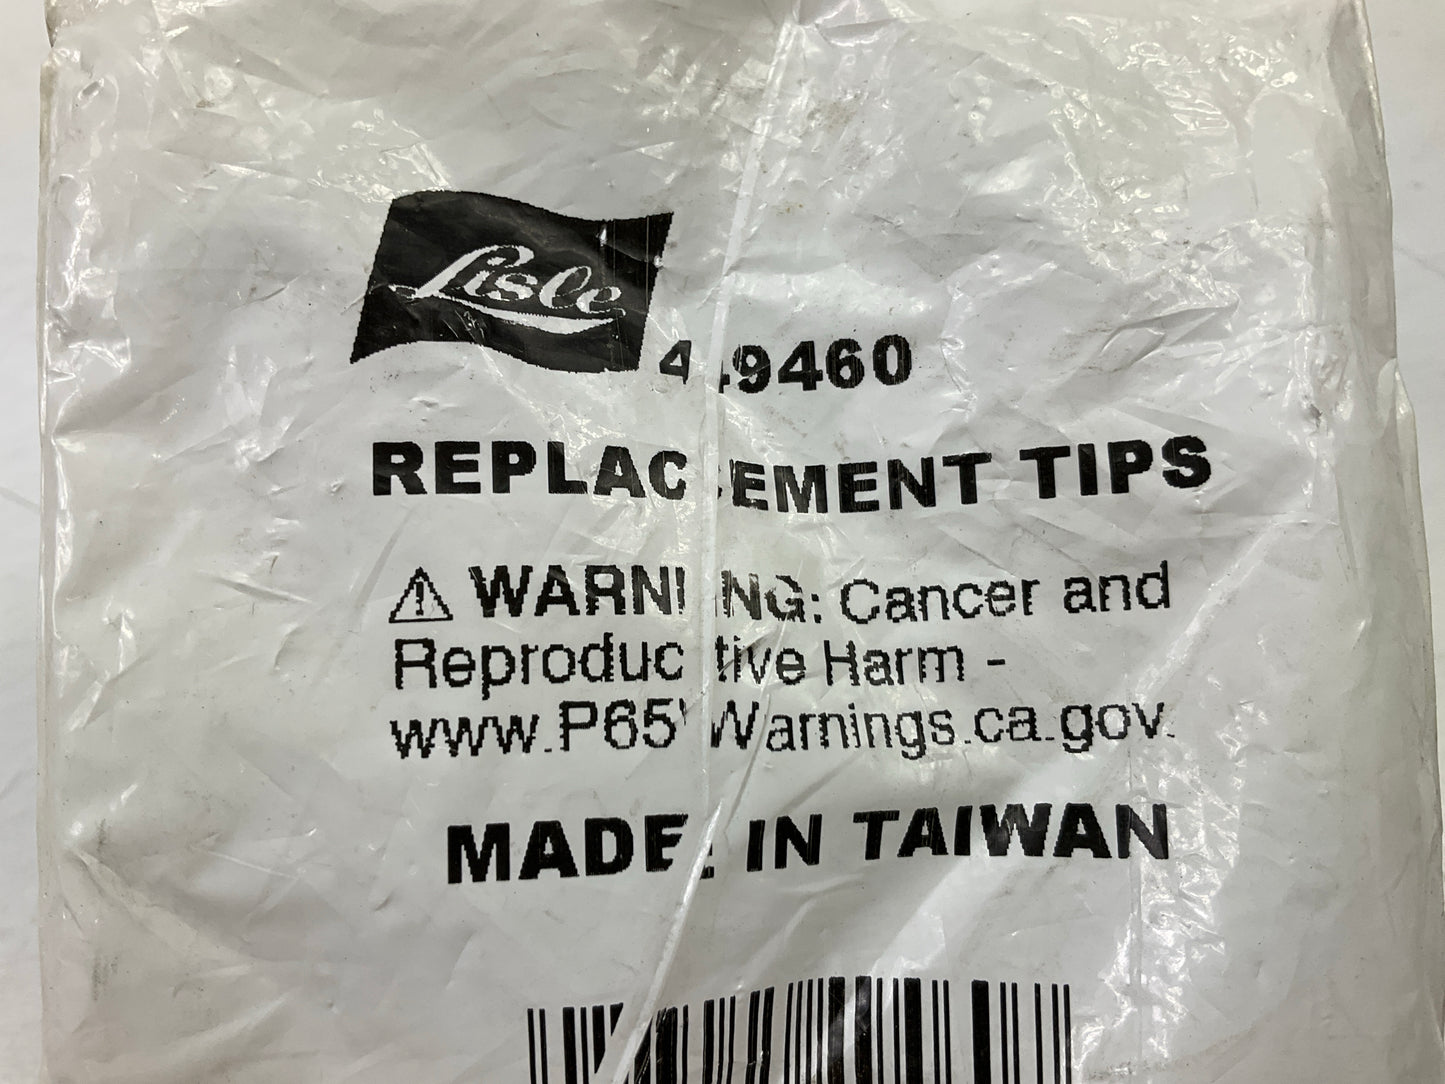 Lisle
49460
REPLACEMENT TIPS
⚠ WARNING: Cancer and
Reproductive Harm -
www.P65Warnings.ca.gov.
MADE IN TAIWAN